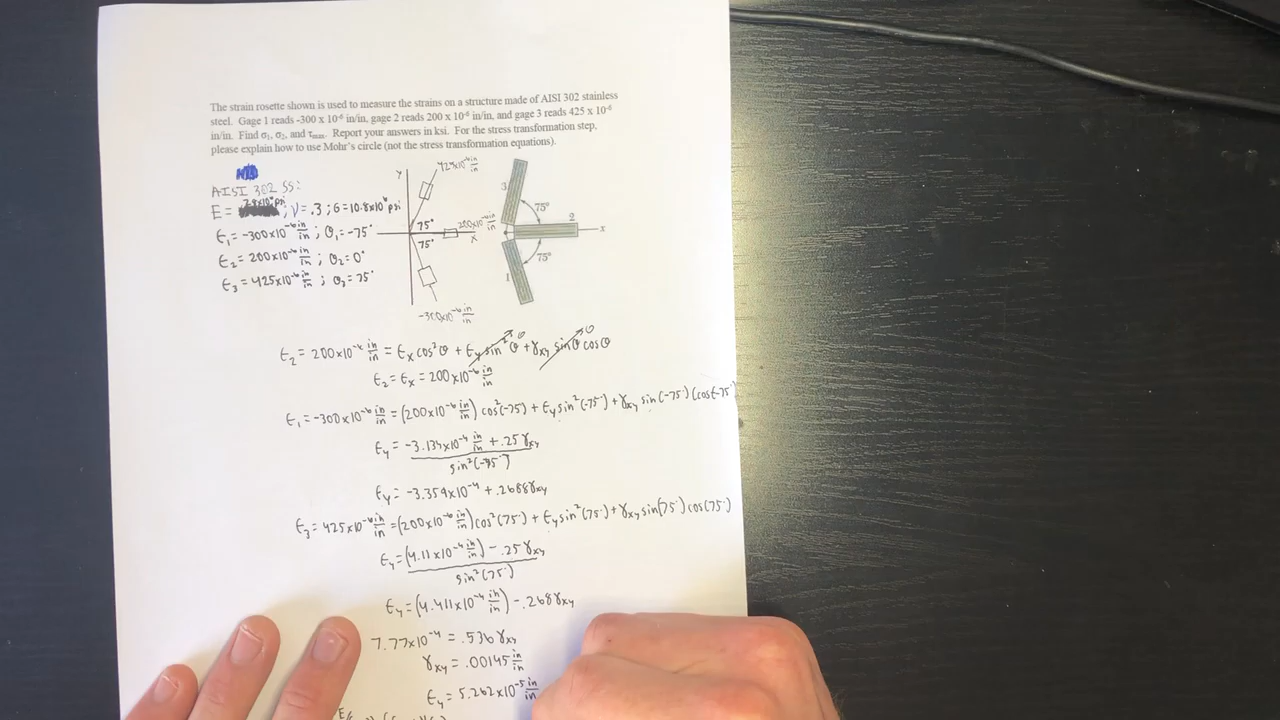 The strain rosette shown is used to measure the strains on a structure made of AISI 302 stainless
steel. Gage 1 reads -300 x 10⁻⁶ in/in, gage 2 reads 200 x 10⁻⁶ in/in, and gage 3 reads 425 x 10⁻⁶
in/in. Find σ₁, σ₂, and τmax. Report your answers in ksi. For the stress transformation step,
please explain how to use Mohr's circle (not the stress transformation equations).
AISI 302 SS:
E = psi ; ν = .3 ; G = 10.8x10⁶ psi
ϵ₁ = -300x10⁻⁶ in/in ; θ₁ = -75°
ϵ₂ = 200x10⁻⁶ in/in ; θ₂ = 0°
ϵ₃ = 425x10⁻⁶ in/in ; θ₃ = 75°
y
425x10⁻⁶ in/in
75°
200x10⁻⁶ in/in
x
75°
-300x10⁻⁶ in/in
3
75°
2
x
75°
1
ϵ₂ = 200x10⁻⁶ in/in = ϵx cos²θ + ϵy sin²θ + γxy sinθ cosθ
0
0
ϵ₂ = ϵx = 200x10⁻⁶ in/in
ϵ₁ = -300x10⁻⁶ in/in = (200x10⁻⁶ in/in) cos²(-75) + ϵy sin²(-75°) + γxy sin(-75°) (cos(-75°)
ϵy = -3.134x10⁻⁴ in/in + .25 γxy
sin²(-75°)
ϵy = -3.359x10⁻⁴ + .2688γxy
ϵ₃ = 425x10⁻⁶ in/in = (200x10⁻⁶ in/in) cos²(75°) + ϵy sin²(75°) + γxy sin(75°) cos(75°)
ϵy = (4.11x10⁻⁴ in/in) - .25 γxy
sin²(75°)
ϵy = (4.411x10⁻⁴ in/in) - .268γxy
7.77x10⁻⁴ = .536 γxy
γxy = .00145 in/in
ϵy = 5.262x10⁻⁵ in/in